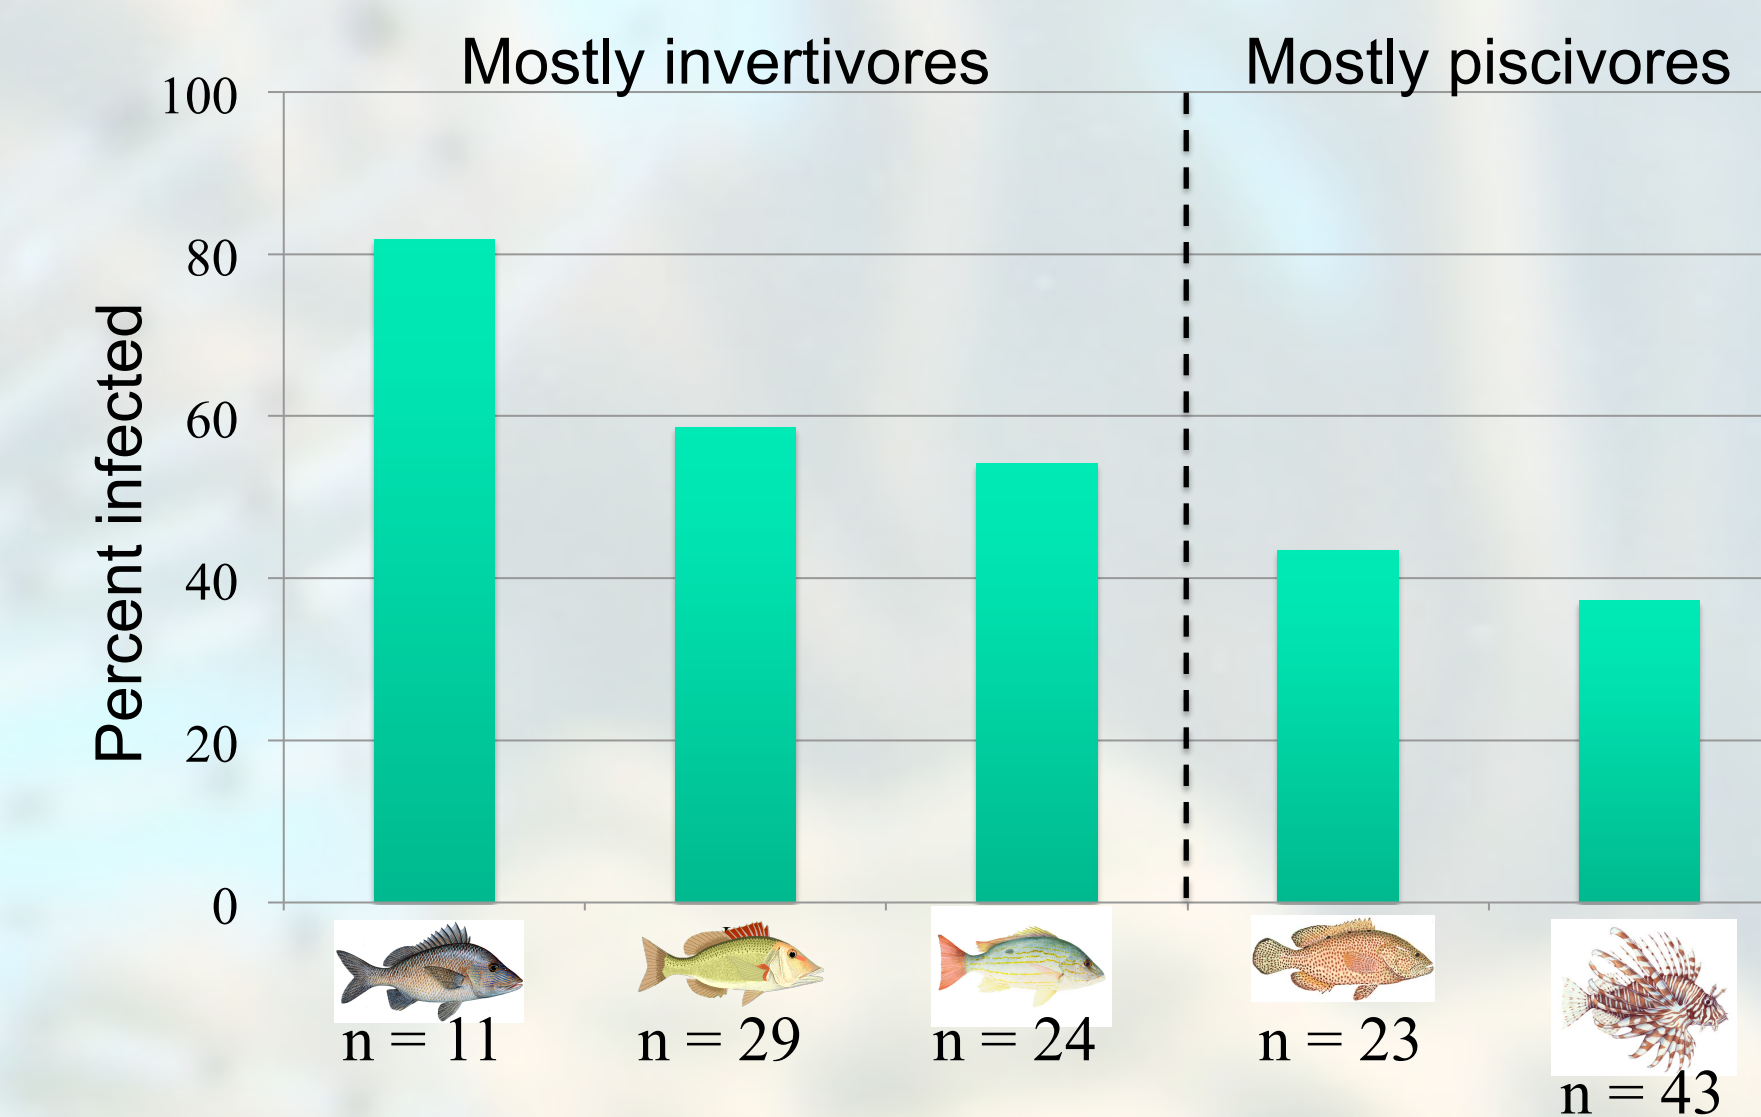 Mostly invertivores
Mostly piscivores
100
80
60
40
20
0
Percent infected
n = 11
n = 29
n = 24
n = 23
n = 43